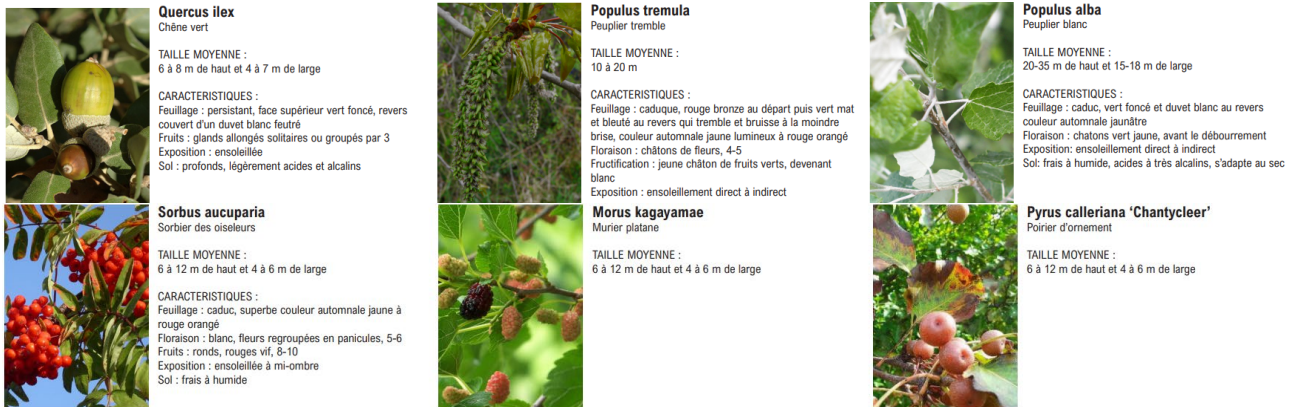 Quercus ilex
Chêne vert
TAILLE MOYENNE :
6 à 8 m de haut et 4 à 7 m de large
CARACTERISTIQUES :
Feuillage : persistant, face supérieur vert foncé, revers
couvert d'un duvet blanc feutré
Fruits : glands allongés solitaires ou groupés par 3
Exposition : ensoleillée
Sol : profonds, légèrement acides et alcalins
Populus tremula
Peuplier tremble
TAILLE MOYENNE :
10 à 20 m
CARACTERISTIQUES :
Feuillage : caduque, rouge bronze au départ puis vert mat
et bleuté au revers qui tremble et bruisse à la moindre
brise, couleur automnale jaune lumineux à rouge orangé
Floraison : châtons de fleurs, 4-5
Fructification : jeune châton de fruits verts, devenant
blanc
Exposition : ensoleillement direct à indirect
Populus alba
Peuplier blanc
TAILLE MOYENNE :
20-35 m de haut et 15-18 m de large
CARACTERISTIQUES :
Feuillage : caduc, vert foncé et duvet blanc au revers
couleur automnale jaunâtre
Floraison : chatons vert jaune, avant le débourrement
Exposition: ensoleillement direct à indirect
Sol: frais à humide, acides à très alcalins, s'adapte au sec
Sorbus aucuparia
Sorbier des oiseleurs
TAILLE MOYENNE :
6 à 12 m de haut et 4 à 6 m de large
CARACTERISTIQUES :
Feuillage : caduc, superbe couleur automnale jaune à
rouge orangé
Floraison : blanc, fleurs regroupées en panicules, 5-6
Fruits : ronds, rouges vif, 8-10
Exposition : ensoleillée à mi-ombre
Sol : frais à humide
Morus kagayamae
Murier platane
TAILLE MOYENNE :
6 à 12 m de haut et 4 à 6 m de large
Pyrus calleriana 'Chantycleer'
Poirier d'ornement
TAILLE MOYENNE :
6 à 12 m de haut et 4 à 6 m de large